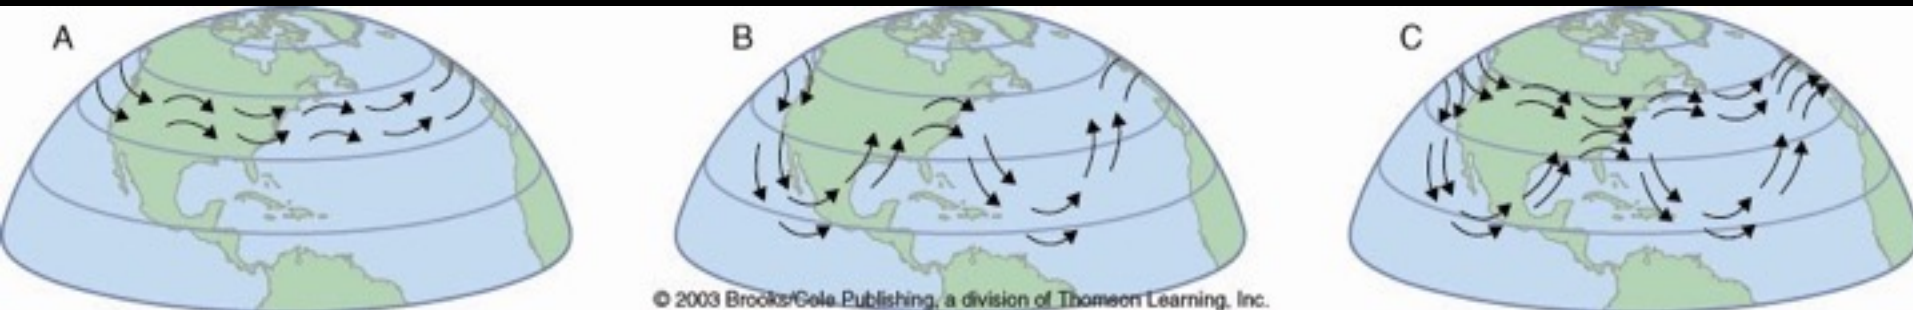 A
B
C
© 2003 Brooks/Cole Publishing, a division of Thomson Learning, Inc.